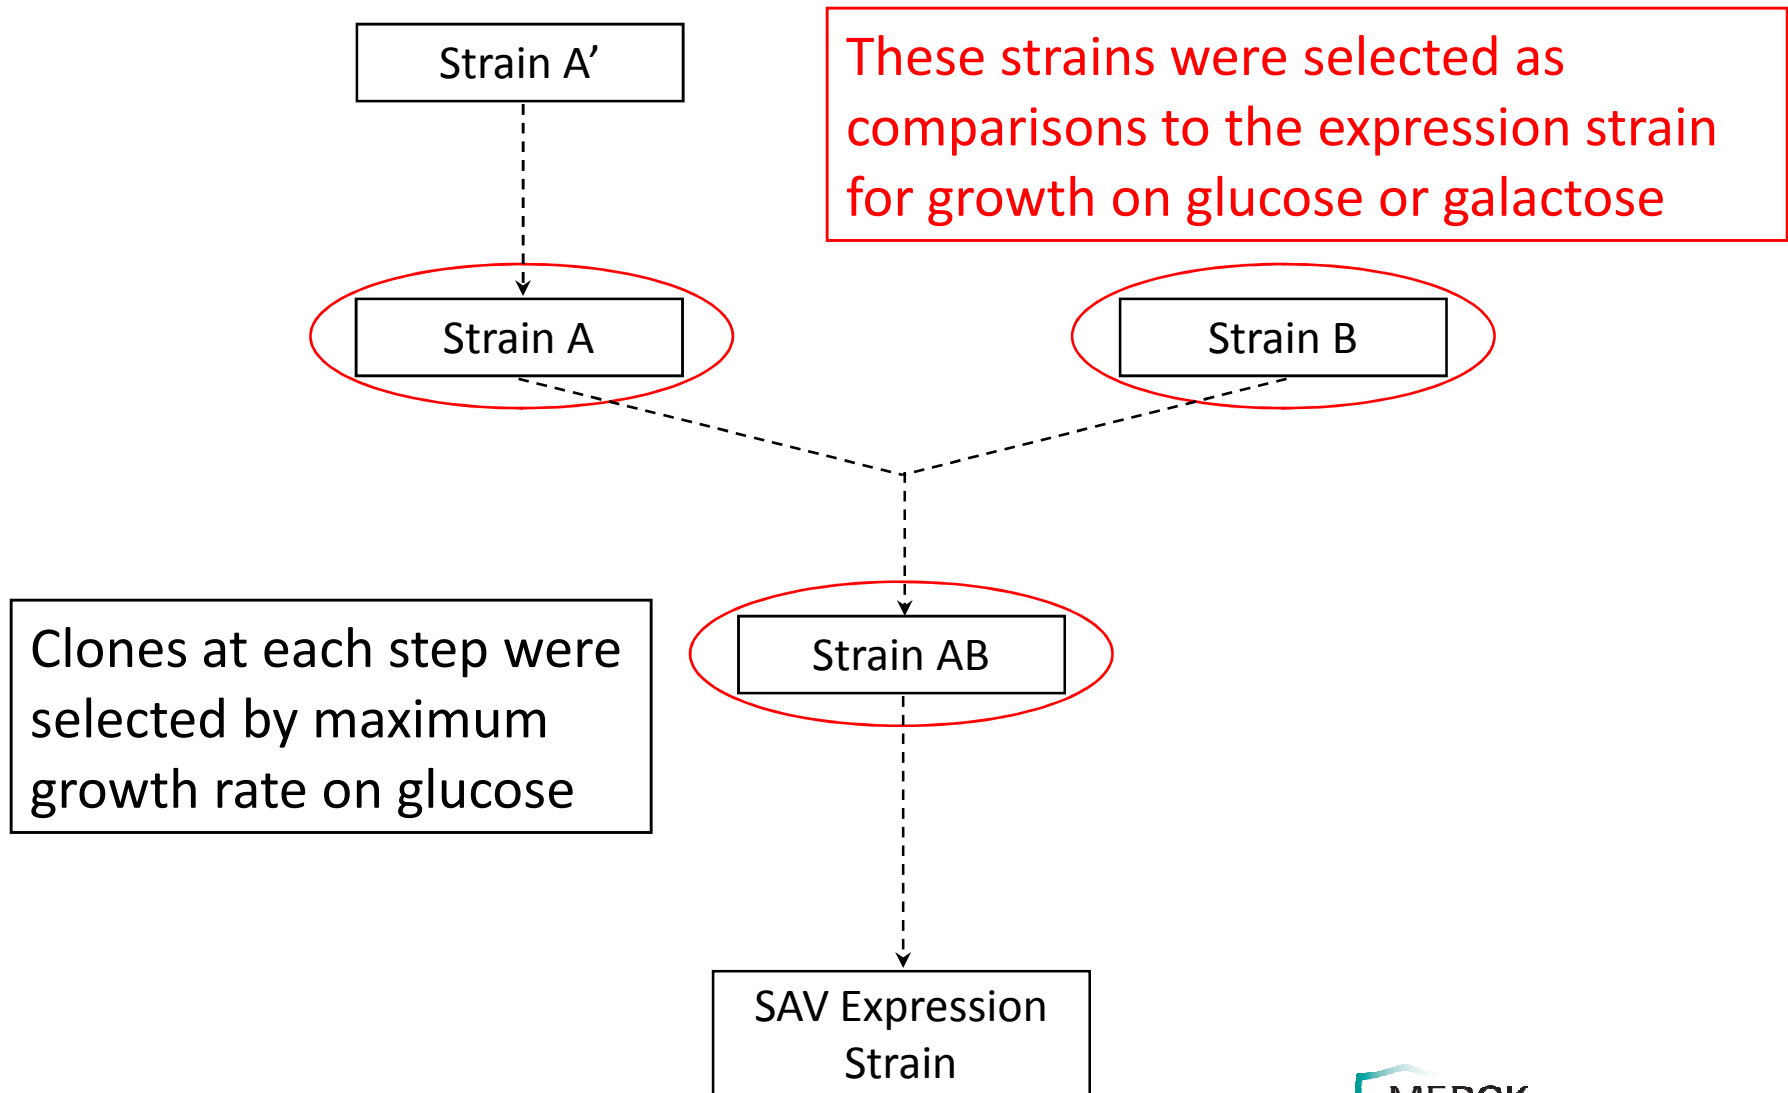 Strain A’
These strains were selected as
comparisons to the expression strain
for growth on glucose or galactose
Strain A
Strain B
Strain AB
Clones at each step were
selected by maximum
growth rate on glucose
SAV Expression
Strain
MERCK